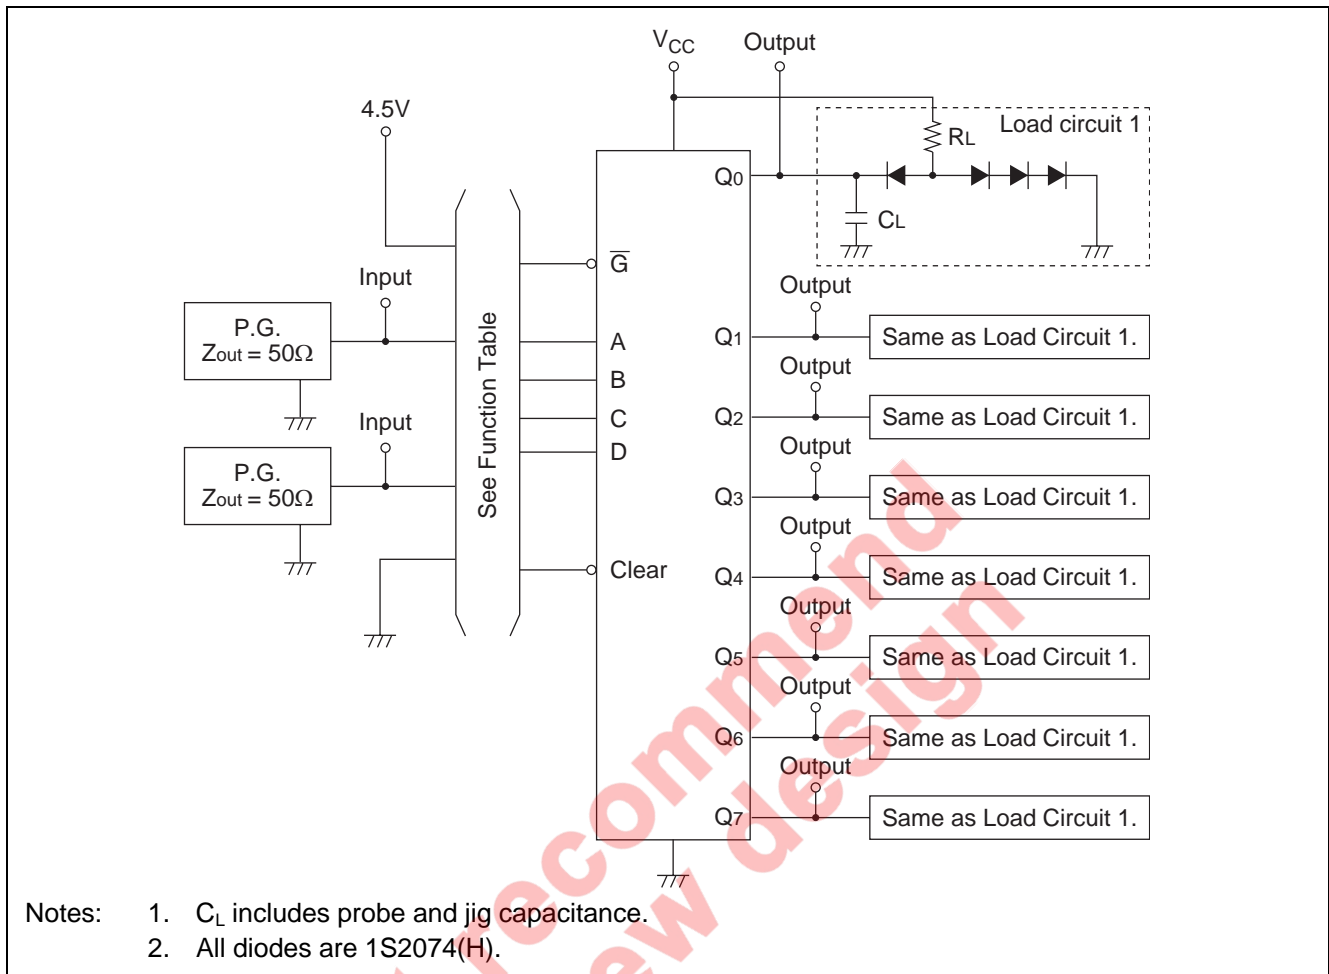 VCC
Output
4.5V
Load circuit 1
RL
Q0
CL
G
Input
P.G.
Zout = 50Ω
See Function Table
A
B
C
D
Input
P.G.
Zout = 50Ω
Clear
Output
Q1
Same as Load Circuit 1.
Output
Q2
Same as Load Circuit 1.
Output
Q3
Same as Load Circuit 1.
Output
Q4
Same as Load Circuit 1.
Output
Q5
Same as Load Circuit 1.
Output
Q6
Same as Load Circuit 1.
Output
Q7
Same as Load Circuit 1.
recommend
ew design
Notes: 1. CL includes probe and jig capacitance.
2. All diodes are 1S2074(H).